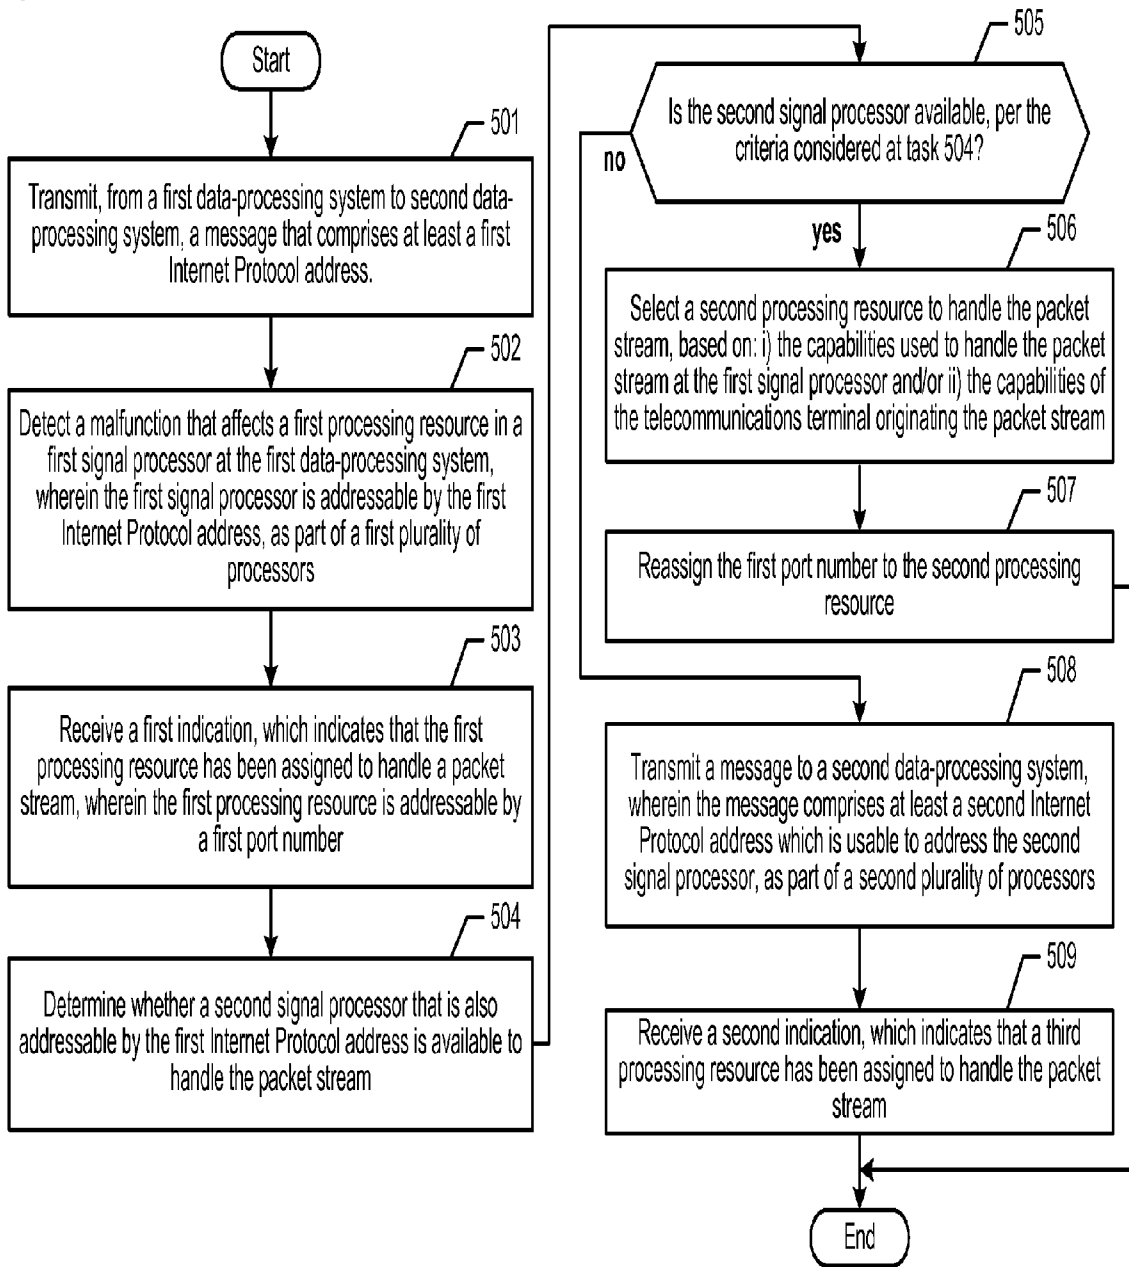 Start
501
Transmit, from a first data-processing system to second data-
processing system, a message that comprises at least a first
Internet Protocol address.
502
Detect a malfunction that affects a first processing resource in a
first signal processor at the first data-processing system,
wherein the first signal processor is addressable by the first
Internet Protocol address, as part of a first plurality of
processors
503
Receive a first indication, which indicates that the first
processing resource has been assigned to handle a packet
stream, wherein the first processing resource is addressable by
a first port number
504
Determine whether a second signal processor that is also
addressable by the first Internet Protocol address is available to
handle the packet stream
505
Is the second signal processor available, per the
criteria considered at task 504?
no
yes
506
Select a second processing resource to handle the packet
stream, based on: i) the capabilities used to handle the packet
stream at the first signal processor and/or ii) the capabilities of
the telecommunications terminal originating the packet stream
507
Reassign the first port number to the second processing
resource
508
Transmit a message to a second data-processing system,
wherein the message comprises at least a second Internet
Protocol address which is usable to address the second
signal processor, as part of a second plurality of processors
509
Receive a second indication, which indicates that a third
processing resource has been assigned to handle the packet
stream
End